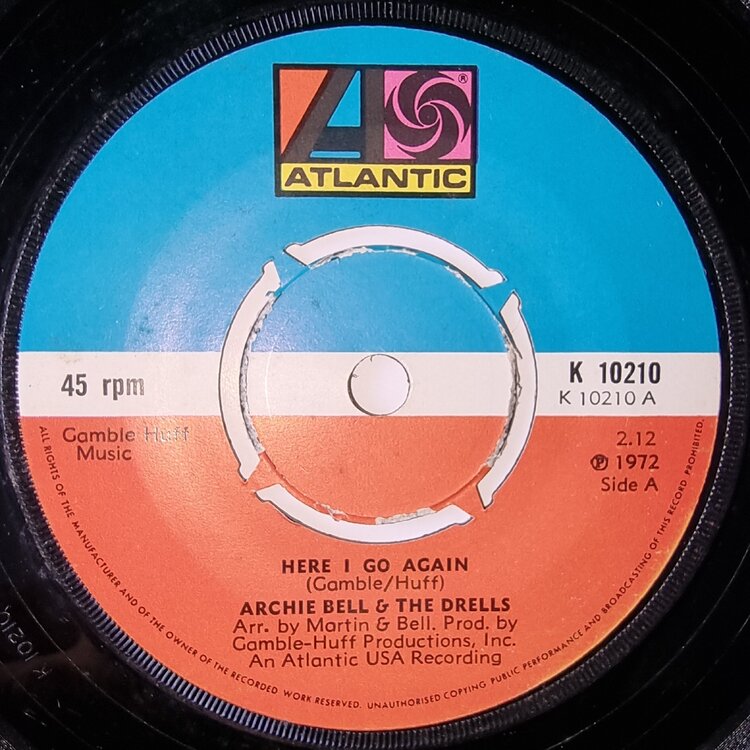 ®
ATLANTIC
45 rpm
K 10210
K 10210 A
Gamble Huff
Music
2.12
℗ 1972
Side A
HERE I GO AGAIN
(Gamble/Huff)
ARCHIE BELL & THE DRELLS
Arr. by Martin & Bell. Prod. by
Gamble-Huff Productions, Inc.
An Atlantic USA Recording
ALL RIGHTS OF THE MANUFACTURER AND OF THE OWNER OF THE RECORDED WORK RESERVED. UNAUTHORISED COPYING PUBLIC PERFORMANCE AND BROADCASTING OF THIS RECORD PROHIBITED.